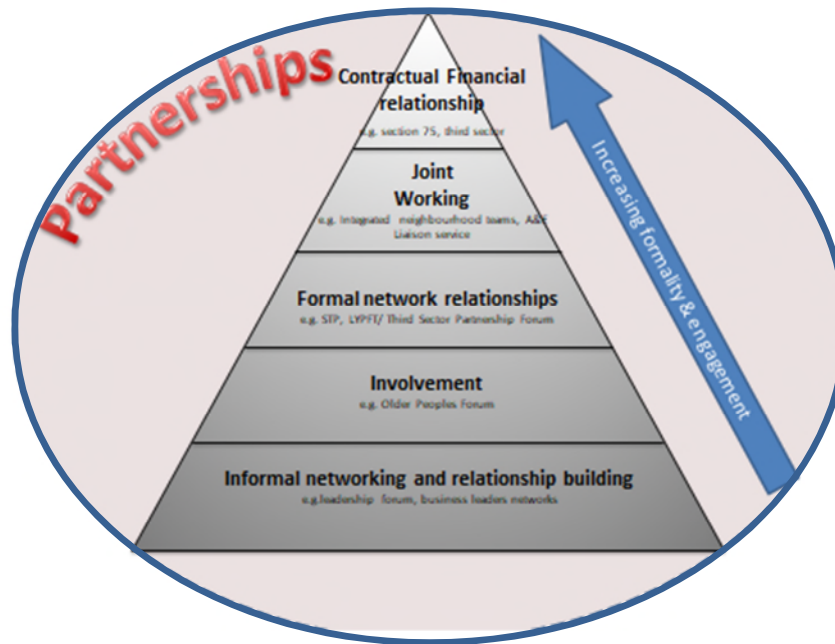 Partnerships
Contractual Financial
relationship
e.g. section 75, third sector
Joint
Working
e.g. Integrated neighbourhood teams, A&E
Liaison service
Formal network relationships
e.g. STP, LYPFT/ Third Sector Partnership Forum
Involvement
e.g. Older Peoples Forum
Informal networking and relationship building
e.g.leadership forum, business leaders networks
Increasing formality & engagement